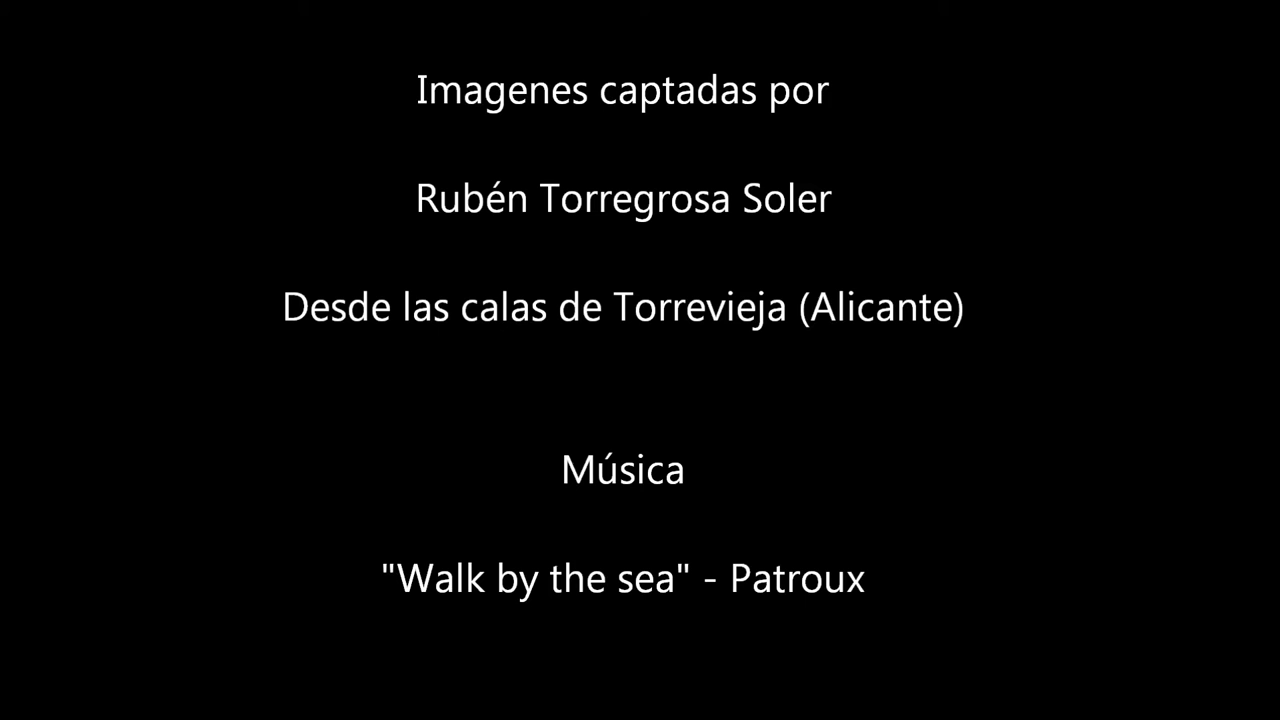 Imagenes captadas por
Rubén Torregrosa Soler
Desde las calas de Torrevieja (Alicante)
Música
"Walk by the sea" - Patroux